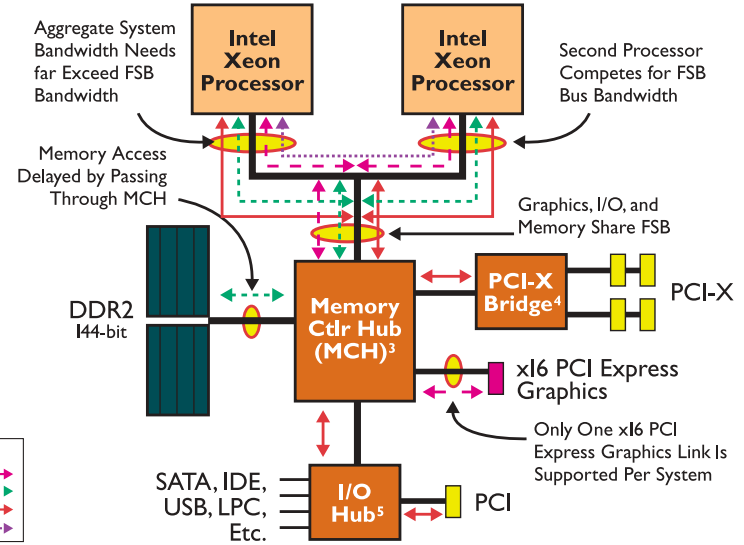 Aggregate System
Bandwidth Needs
far Exceed FSB
Bandwidth
Intel
Xeon
Processor
Intel
Xeon
Processor
Second Processor
Competes for FSB
Bus Bandwidth
Memory Access
Delayed by Passing
Through MCH
Graphics, I/O, and
Memory Share FSB
DDR2
144-bit
Memory
Ctlr Hub
(MCH)³
PCI-X
Bridge⁴
PCI-X
x16 PCI Express
Graphics
Only One x16 PCI
Express Graphics Link Is
Supported Per System
SATA, IDE,
USB, LPC,
Etc.
I/O
Hub⁵
PCI